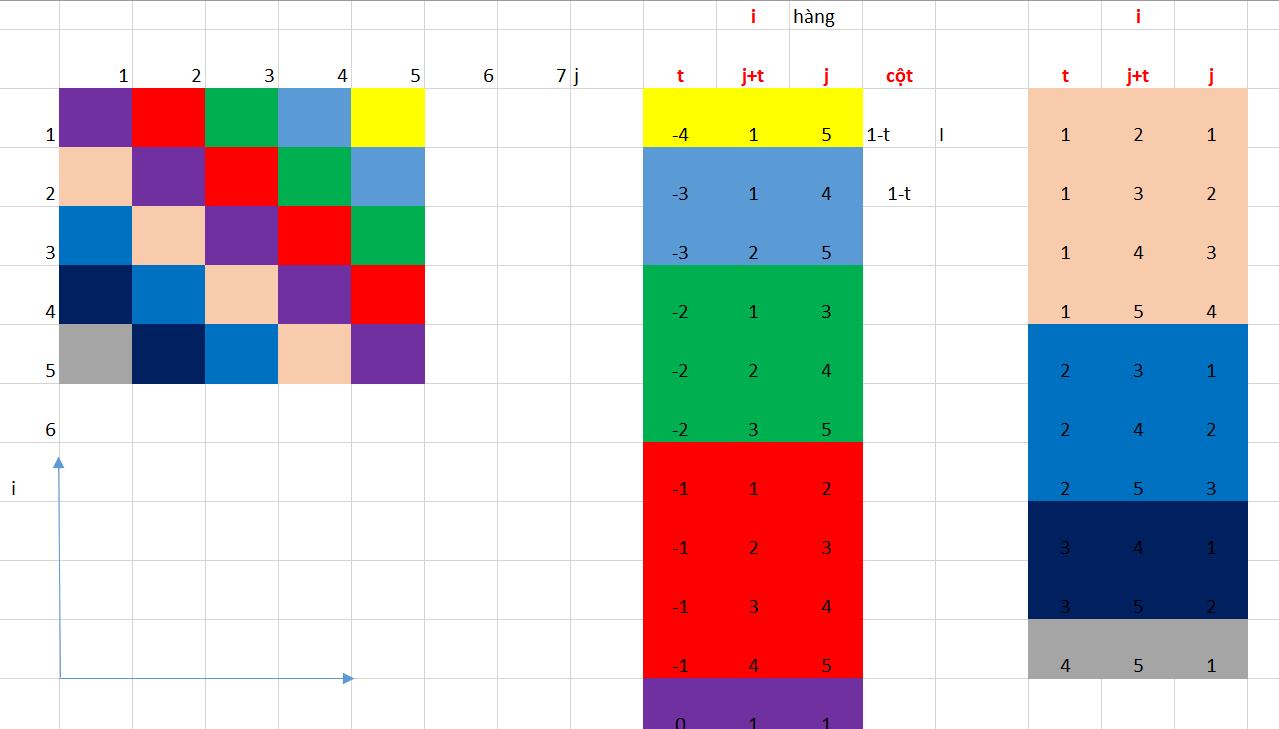 i hàng i
1 2 3 4 5 6 7 j t j+t j cột t j+t j
1 -4 1 5 1-t I 1 2 1
2 -3 1 4 1-t 1 3 2
3 -3 2 5 1 4 3
4 -2 1 3 1 5 4
5 -2 2 4 2 3 1
6 -2 3 5 2 4 2
i -1 1 2 2 5 3
-1 2 3 3 4 1
-1 3 4 3 5 2
-1 4 5 4 5 1
0 1 1